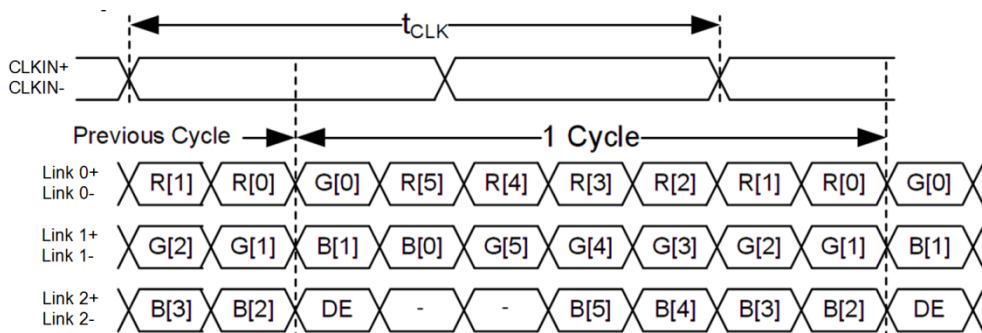 tCLK
CLKIN+
CLKIN-
Previous Cycle 1 Cycle
Link 0+
Link 0-
R[1] R[0] G[0] R[5] R[4] R[3] R[2] R[1] R[0] G[0]
Link 1+
Link 1-
G[2] G[1] B[1] B[0] G[5] G[4] G[3] G[2] G[1] B[1]
Link 2+
Link 2-
B[3] B[2] DE - - B[5] B[4] B[3] B[2] DE